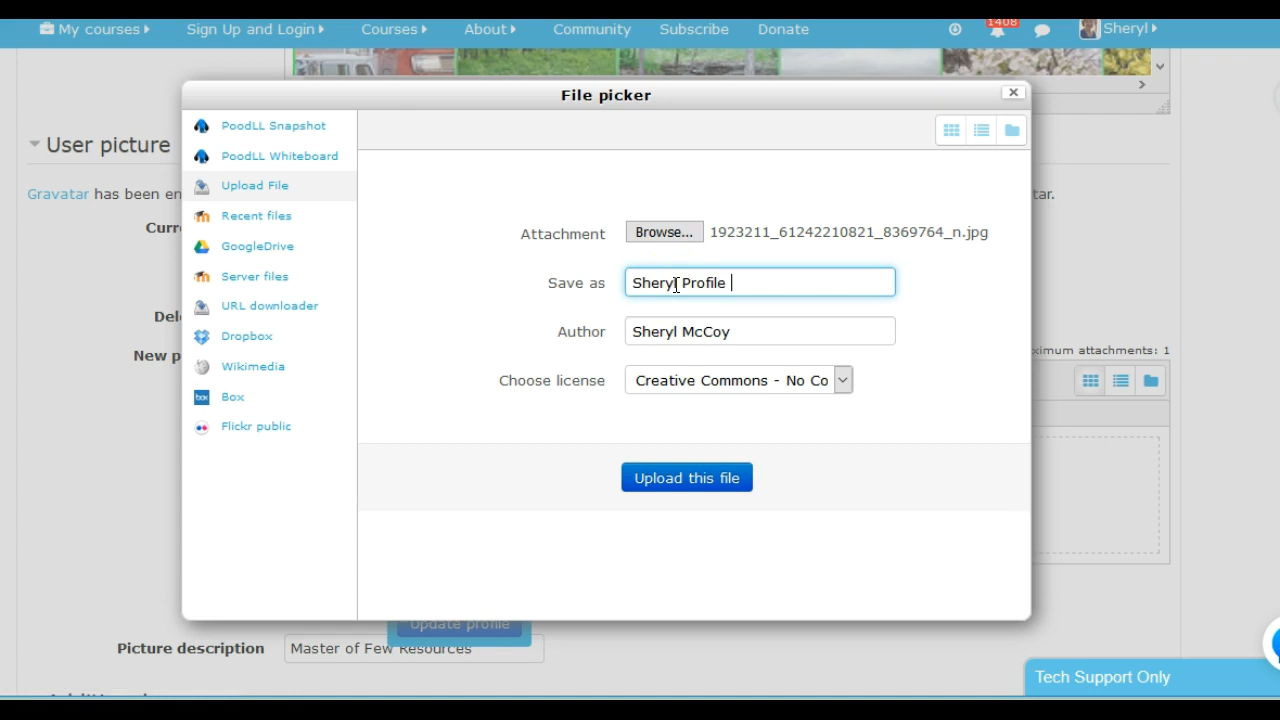 My courses Sign Up and Login Courses About Community Subscribe Donate 1408 Sheryl
File picker
PoodLL Snapshot
PoodLL Whiteboard
Upload File
Recent files
GoogleDrive
Server files
URL downloader
Dropbox
Wikimedia
box Box
Flickr public
User picture
Gravatar has been en
tar.
Curr
Dele
New p
ximum attachments: 1
Attachment Browse... 1923211_61242210821_8369764_n.jpg
Save as Sheryl Profile
Author Sheryl McCoy
Choose license Creative Commons - No Co
Upload this file
Update profile
Picture description Master of Few Resources
Tech Support Only